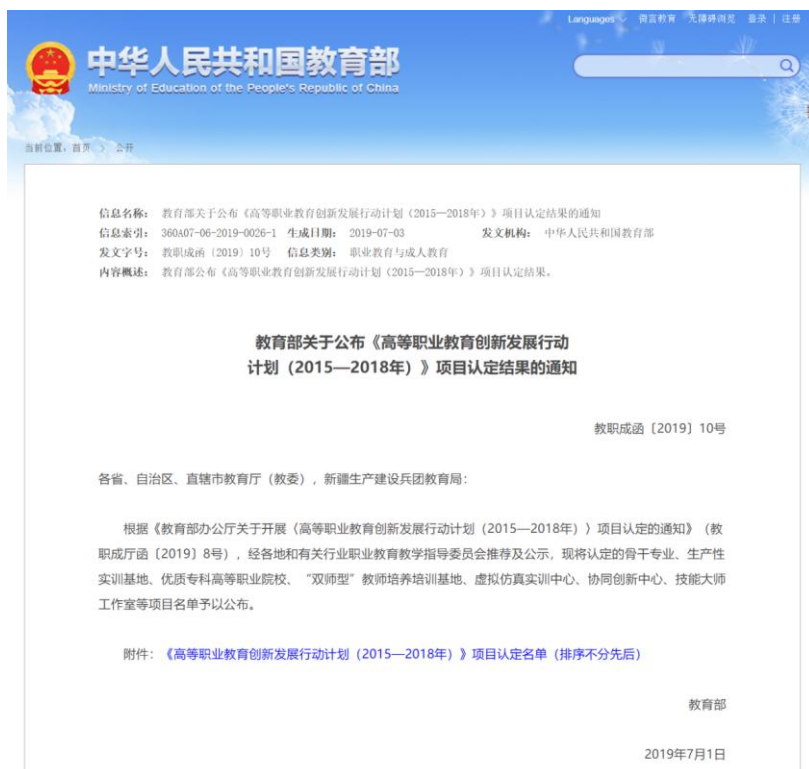 Languages 微言教育 无障碍浏览 登录 | 注册
中华人民共和国教育部
Ministry of Education of the People's Republic of China
当前位置：首页 > 公开
信息名称： 教育部关于公布《高等职业教育创新发展行动计划（2015—2018年）》项目认定结果的通知
信息索引： 360A07-06-2019-0026-1 生成日期： 2019-07-03 发文机构： 中华人民共和国教育部
发文字号： 教职成函〔2019〕10号 信息类别： 职业教育与成人教育
内容概述： 教育部公布《高等职业教育创新发展行动计划（2015—2018年）》项目认定结果。
教育部关于公布《高等职业教育创新发展行动
计划（2015—2018年）》项目认定结果的通知
教职成函〔2019〕10号
各省、自治区、直辖市教育厅（教委），新疆生产建设兵团教育局：
根据《教育部办公厅关于开展〈高等职业教育创新发展行动计划（2015—2018年）〉项目认定的通知》（教
职成厅函〔2019〕8号），经各地和有关行业职业教育教学指导委员会推荐及公示，现将认定的骨干专业、生产性
实训基地、优质专科高等职业院校、“双师型”教师培养培训基地、虚拟仿真实训中心、协同创新中心、技能大师
工作室等项目名单予以公布。
附件：《高等职业教育创新发展行动计划（2015—2018年）》项目认定名单（排序不分先后）
教育部
2019年7月1日